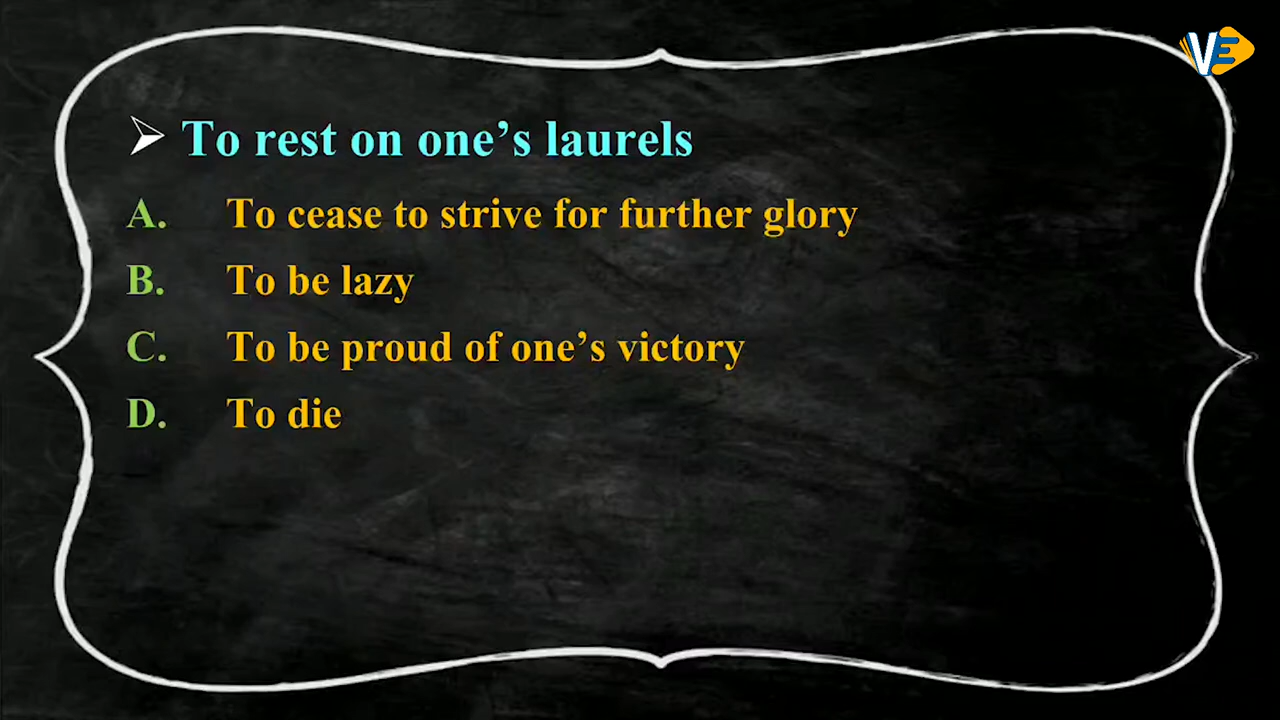 VE
➢ To rest on one’s laurels
A. To cease to strive for further glory
B. To be lazy
C. To be proud of one’s victory
D. To die